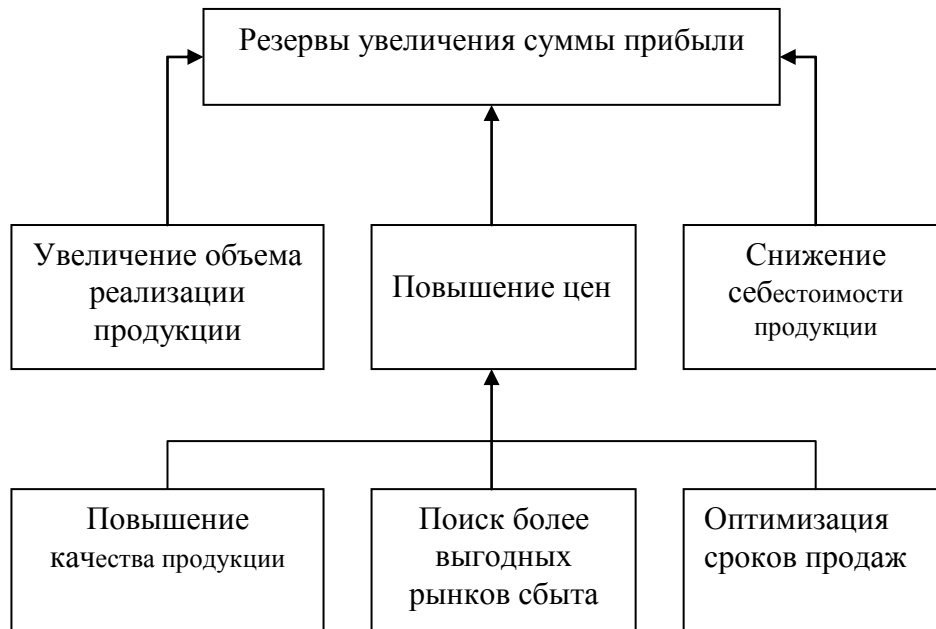 Резервы увеличения суммы прибыли
Увеличение объема
реализации
продукции
Повышение цен
Снижение
себестоимости
продукции
Повышение
качества продукции
Поиск более
выгодных
рынков сбыта
Оптимизация
сроков продаж